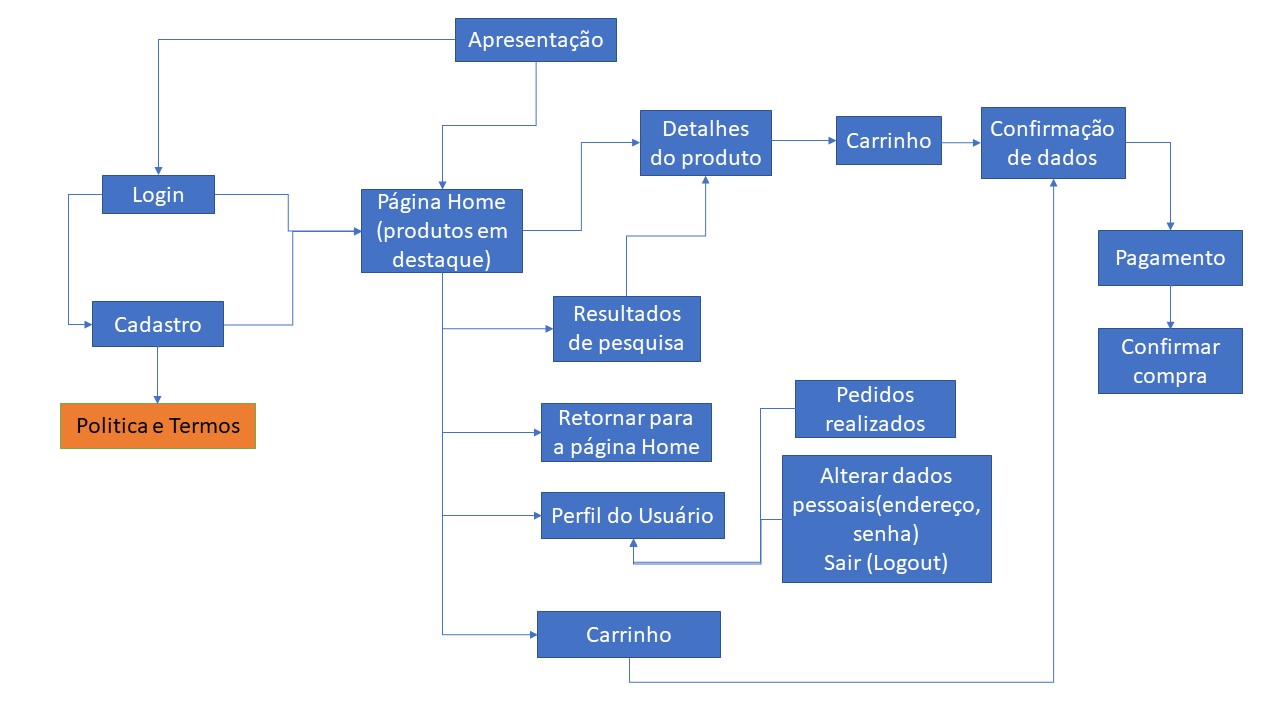 Apresentação
Detalhes
do produto
Carrinho
Confirmação
de dados
Login
Página Home
(produtos em
destaque)
Pagamento
Cadastro
Resultados
de pesquisa
Confirmar
compra
Politica e Termos
Retornar para
a página Home
Pedidos
realizados
Perfil do Usuário
Alterar dados
pessoais(endereço,
senha)
Sair (Logout)
Carrinho